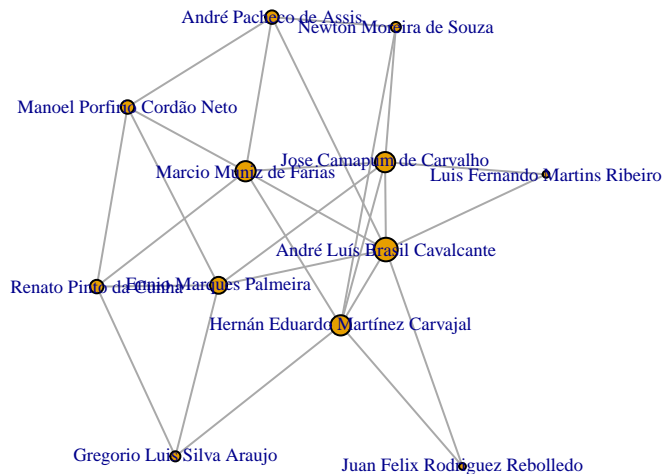 André Pacheco de Assis
Newton Moreira de Souza
Manoel Porfirio Cordão Neto
Jose Camapum de Carvalho
Marcio Muniz de Farias
Luis Fernando Martins Ribeiro
André Luís Brasil Cavalcante
Renato Pinto da Cunha
Ennio Marques Palmeira
Hernán Eduardo Martínez Carvajal
Gregorio Luis Silva Araujo
Juan Felix Rodriguez Rebolledo